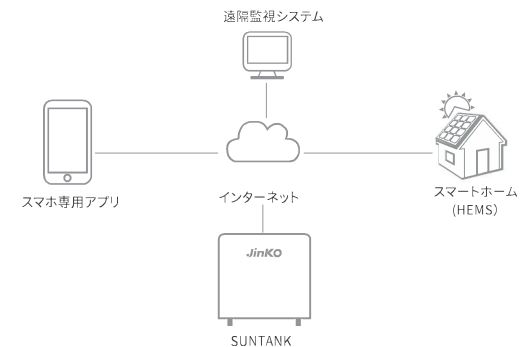 遠隔監視システム
スマホ専用アプリ
インターネット
スマートホーム
(HEMS)
JinKO
SUNTANK